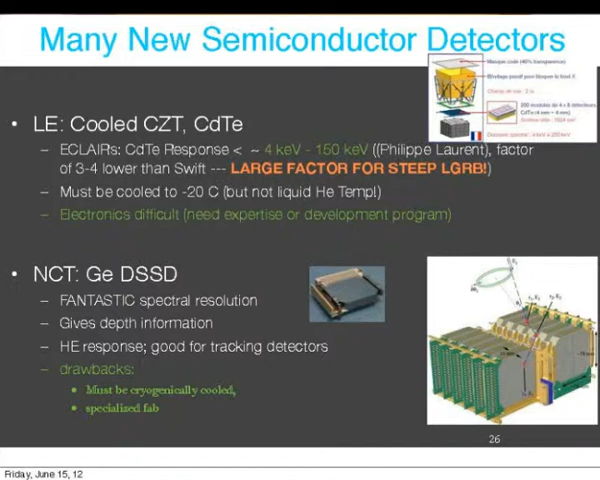 Many New Semiconductor Detectors
• LE: Cooled CZT, CdTe
– ECLAIRs: CdTe Response < ~ 4 keV - 150 keV ((Philippe Laurent), factor
of 3-4 lower than Swift --- LARGE FACTOR FOR STEEP LGRB!)
– Must be cooled to -20 C (but not liquid He Temp!)
– Electronics difficult (need expertise or development program)
• NCT: Ge DSSD
– FANTASTIC spectral resolution
– Gives depth information
– HE response; good for tracking detectors
– drawbacks:
• Must be cryogenically cooled,
• specialized fab
26
Friday, June 15, 12